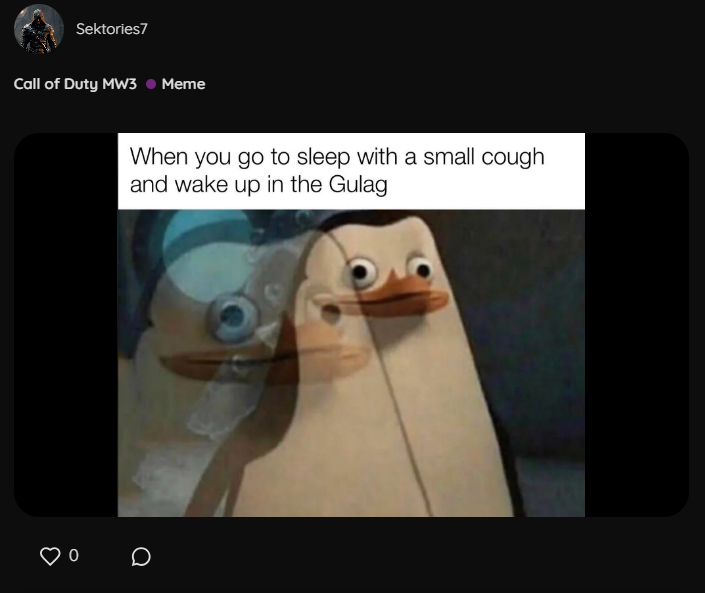 Sektories7
Call of Duty MW3 ● Meme
When you go to sleep with a small cough
and wake up in the Gulag
0